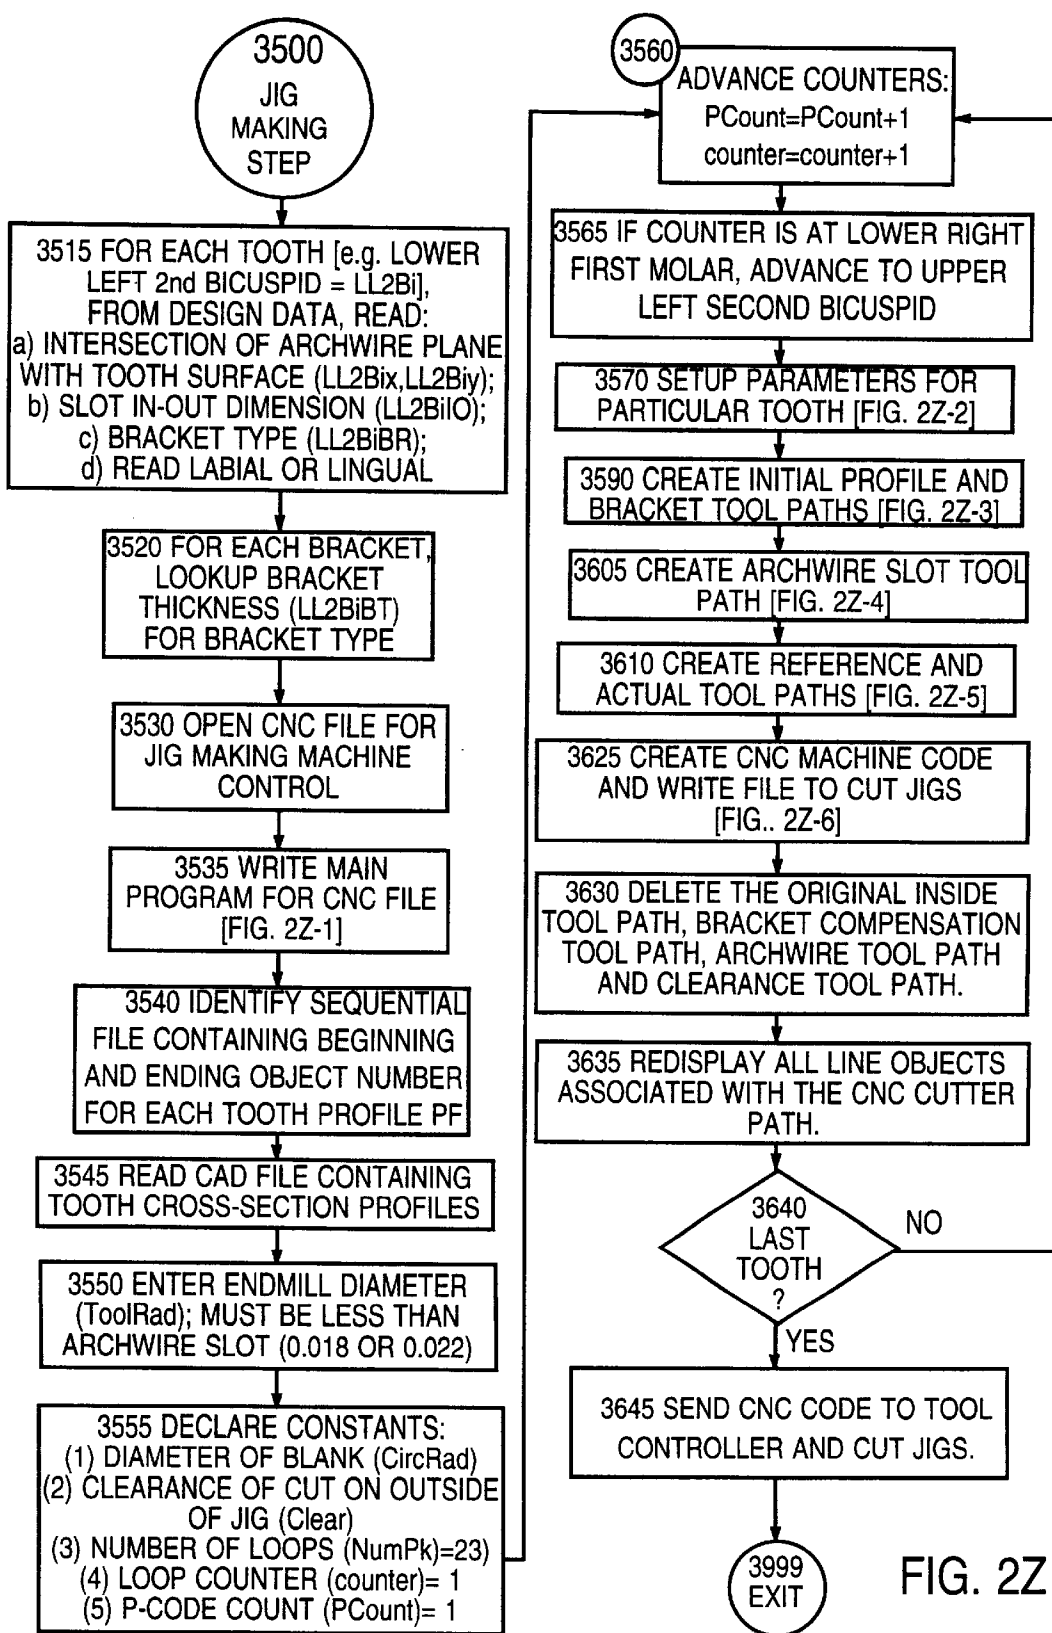 3500
JIG
MAKING
STEP
3515 FOR EACH TOOTH [e.g. LOWER
LEFT 2nd BICUSPID = LL2Bi],
FROM DESIGN DATA, READ:
a) INTERSECTION OF ARCHWIRE PLANE
WITH TOOTH SURFACE (LL2Bix,LL2Biy);
b) SLOT IN-OUT DIMENSION (LL2BiIO);
c) BRACKET TYPE (LL2BiBR);
d) READ LABIAL OR LINGUAL
3520 FOR EACH BRACKET,
LOOKUP BRACKET
THICKNESS (LL2BiBT)
FOR BRACKET TYPE
3530 OPEN CNC FILE FOR
JIG MAKING MACHINE
CONTROL
3535 WRITE MAIN
PROGRAM FOR CNC FILE
[FIG. 2Z-1]
3540 IDENTIFY SEQUENTIAL
FILE CONTAINING BEGINNING
AND ENDING OBJECT NUMBER
FOR EACH TOOTH PROFILE PF
3545 READ CAD FILE CONTAINING
TOOTH CROSS-SECTION PROFILES
3550 ENTER ENDMILL DIAMETER
(ToolRad); MUST BE LESS THAN
ARCHWIRE SLOT (0.018 OR 0.022)
3555 DECLARE CONSTANTS:
(1) DIAMETER OF BLANK (CircRad)
(2) CLEARANCE OF CUT ON OUTSIDE
OF JIG (Clear)
(3) NUMBER OF LOOPS (NumPk)=23)
(4) LOOP COUNTER (counter)= 1
(5) P-CODE COUNT (PCount)= 1
3560
ADVANCE COUNTERS:
PCount=PCount+1
counter=counter+1
3565 IF COUNTER IS AT LOWER RIGHT
FIRST MOLAR, ADVANCE TO UPPER
LEFT SECOND BICUSPID
3570 SETUP PARAMETERS FOR
PARTICULAR TOOTH [FIG. 2Z-2]
3590 CREATE INITIAL PROFILE AND
BRACKET TOOL PATHS [FIG. 2Z-3]
3605 CREATE ARCHWIRE SLOT TOOL
PATH [FIG. 2Z-4]
3610 CREATE REFERENCE AND
ACTUAL TOOL PATHS [FIG. 2Z-5]
3625 CREATE CNC MACHINE CODE
AND WRITE FILE TO CUT JIGS
[FIG.. 2Z-6]
3630 DELETE THE ORIGINAL INSIDE
TOOL PATH, BRACKET COMPENSATION
TOOL PATH, ARCHWIRE TOOL PATH
AND CLEARANCE TOOL PATH.
3635 REDISPLAY ALL LINE OBJECTS
ASSOCIATED WITH THE CNC CUTTER
PATH.
3640
LAST
TOOTH
?
NO
YES
3645 SEND CNC CODE TO TOOL
CONTROLLER AND CUT JIGS.
3999
EXIT
FIG. 2Z